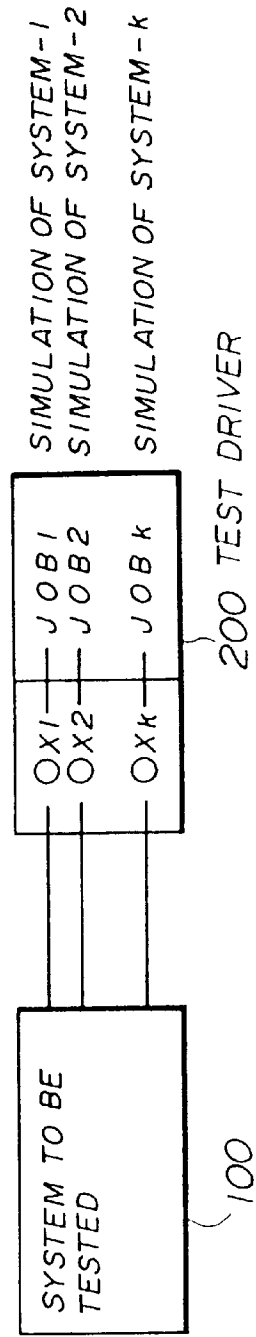 SYSTEM TO BE
TESTED
100
OX1 JOB1 SIMULATION OF SYSTEM-1
OX2 JOB2 SIMULATION OF SYSTEM-2
OXk JOB k SIMULATION OF SYSTEM-k
200 TEST DRIVER